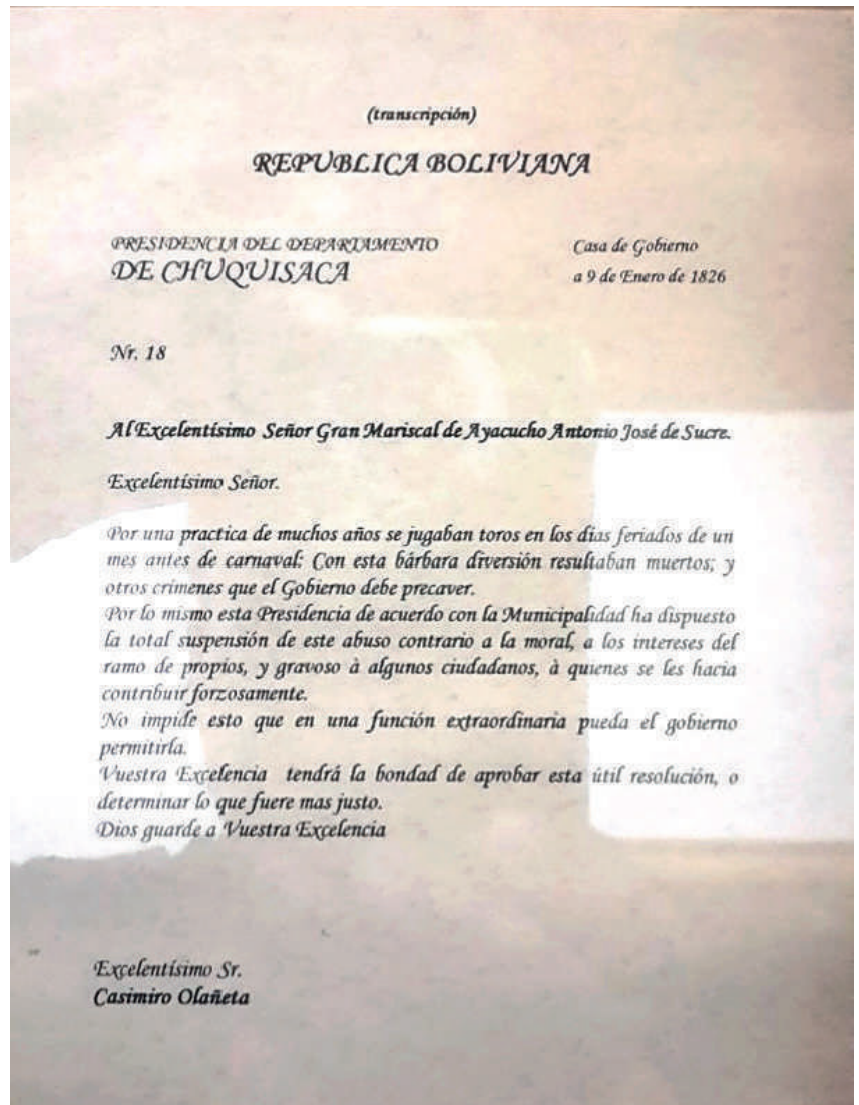 (transcripción)
REPUBLICA BOLIVIANA
PRESIDENCIA DEL DEPARTAMENTO
DE CHUQUISACA
Casa de Gobierno
a 9 de Enero de 1826
Nr. 18
Al Excelentísimo Señor Gran Mariscal de Ayacucho Antonio José de Sucre.
Excelentísimo Señor.
Por una practica de muchos años se jugaban toros en los días feriados de un
mes antes de carnaval: Con esta bárbara diversión resultaban muertos; y
otros crímenes que el Gobierno debe precaver.
Por lo mismo esta Presidencia de acuerdo con la Municipalidad ha dispuesto
la total suspensión de este abuso contrario a la moral, a los intereses del
ramo de propios, y gravoso à algunos ciudadanos, à quienes se les hacia
contribuir forzosamente.
No impide esto que en una función extraordinaria pueda el gobierno
permitirla.
Vuestra Excelencia tendrá la bondad de aprobar esta útil resolución, o
determinar lo que fuere mas justo.
Dios guarde a Vuestra Excelencia
Excelentísimo Sr.
Casimiro Olañeta